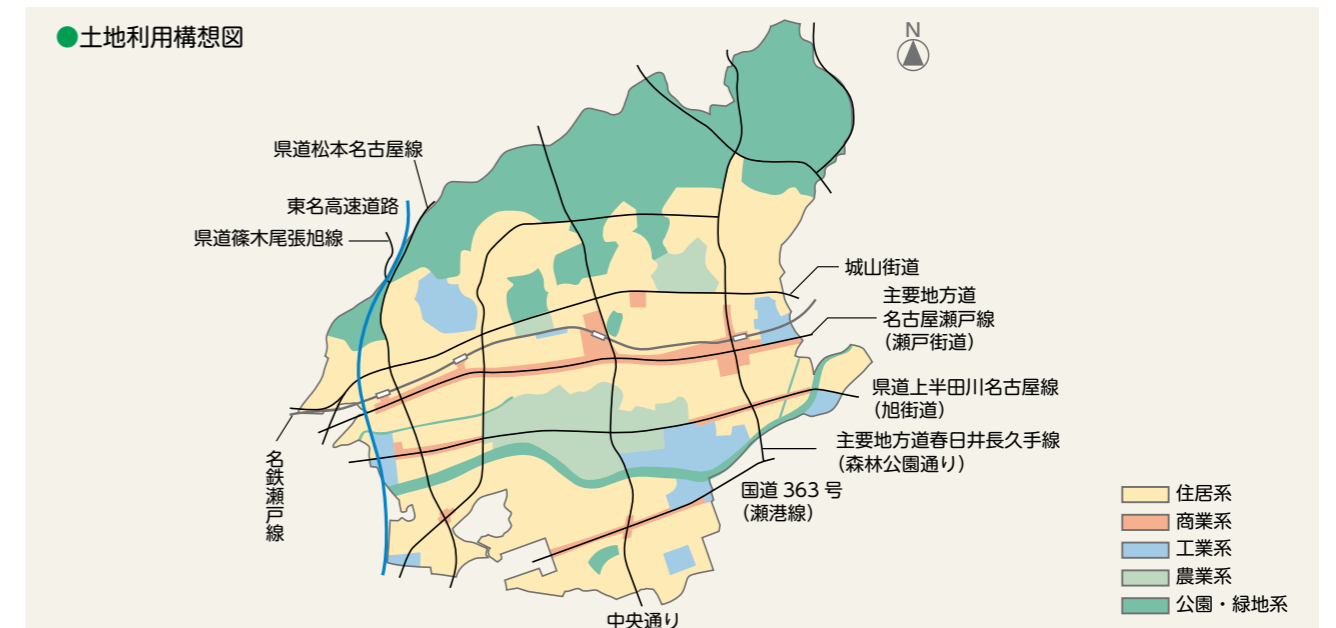 ●土地利用構想図
N
県道松本名古屋線
東名高速道路
県道篠木尾張旭線
城山街道
主要地方道
名古屋瀬戸線
(瀬戸街道)
県道上半田川名古屋線
(旭街道)
主要地方道春日井長久手線
(森林公園通り)
国道 363 号
(瀬港線)
名鉄瀬戸線
中央通り
住居系
商業系
工業系
農業系
公園・緑地系